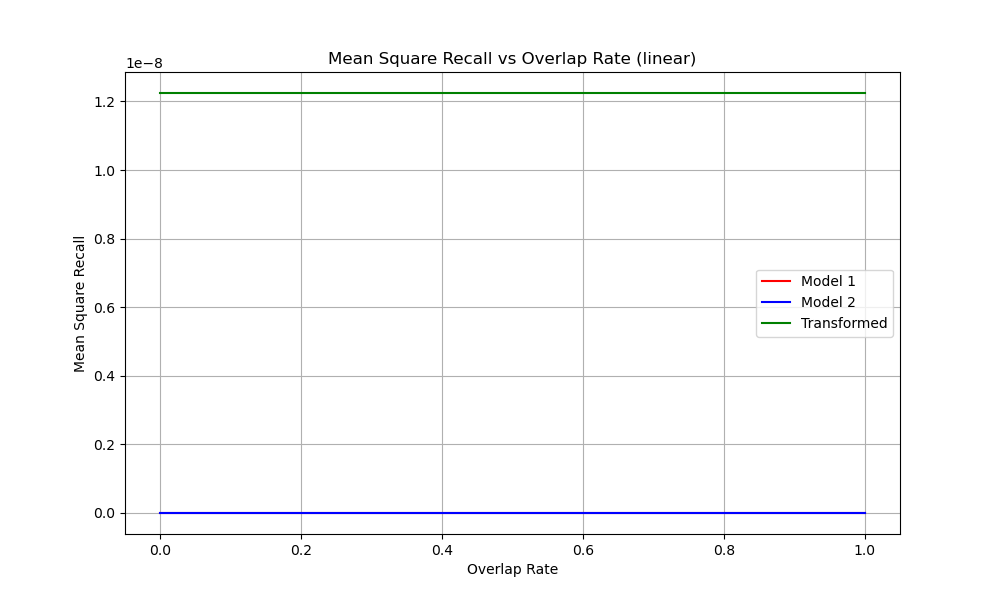 Mean Square Recall vs Overlap Rate (linear)
1e−8
1.2
1.0
0.8
0.6
0.4
0.2
0.0
Mean Square Recall
Model 1
Model 2
Transformed
0.0 0.2 0.4 0.6 0.8 1.0
Overlap Rate